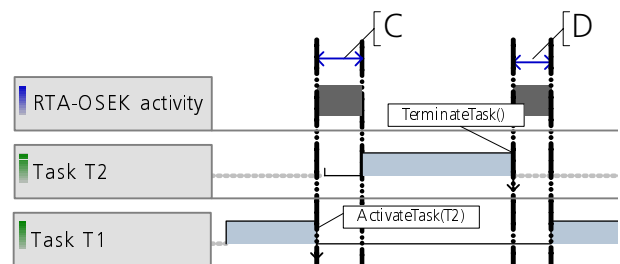 C
D
RTA-OSEK activity
TerminateTask()
Task T2
ActivateTask(T2)
Task T1